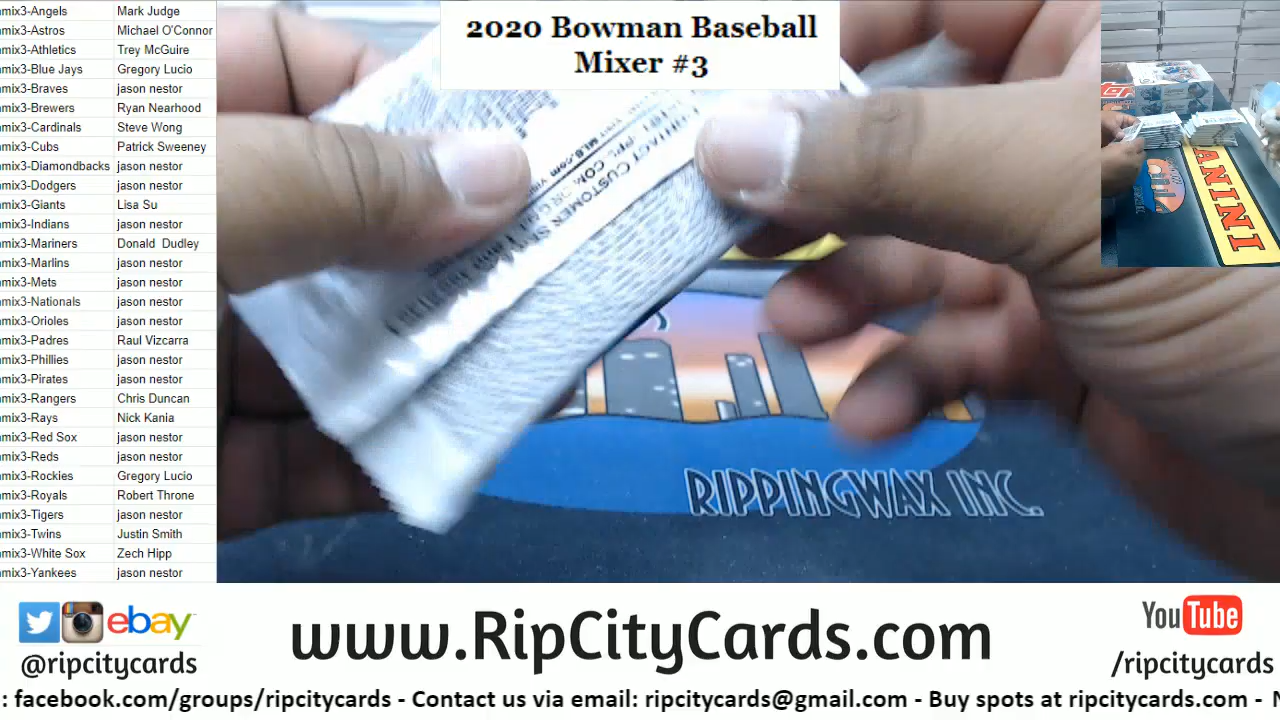 2020 Bowman Baseball
Mixer #3
mix3-Angels Mark Judge
mix3-Astros Michael O'Connor
mix3-Athletics Trey McGuire
mix3-Blue Jays Gregory Lucio
mix3-Braves jason nestor
mix3-Brewers Ryan Nearhood
mix3-Cardinals Steve Wong
mix3-Cubs Patrick Sweeney
mix3-Diamondbacks jason nestor
mix3-Dodgers jason nestor
mix3-Giants Lisa Su
mix3-Indians jason nestor
mix3-Mariners Donald Dudley
mix3-Marlins jason nestor
mix3-Mets jason nestor
mix3-Nationals jason nestor
mix3-Orioles jason nestor
mix3-Padres Raul Vizcarra
mix3-Phillies jason nestor
mix3-Pirates jason nestor
mix3-Rangers Chris Duncan
mix3-Rays Nick Kania
mix3-Red Sox jason nestor
mix3-Reds jason nestor
mix3-Rockies Gregory Lucio
mix3-Royals Robert Throne
mix3-Tigers jason nestor
mix3-Twins Justin Smith
mix3-White Sox Zech Hipp
mix3-Yankees jason nestor
MLB.com
CUSTOMER
ANINI
RIPPINGWAX INC.
ebay
@ripcitycards
www.RipCityCards.com
YouTube
/ripcitycards
: facebook.com/groups/ripcitycards - Contact us via email: ripcitycards@gmail.com - Buy spots at ripcitycards.com -